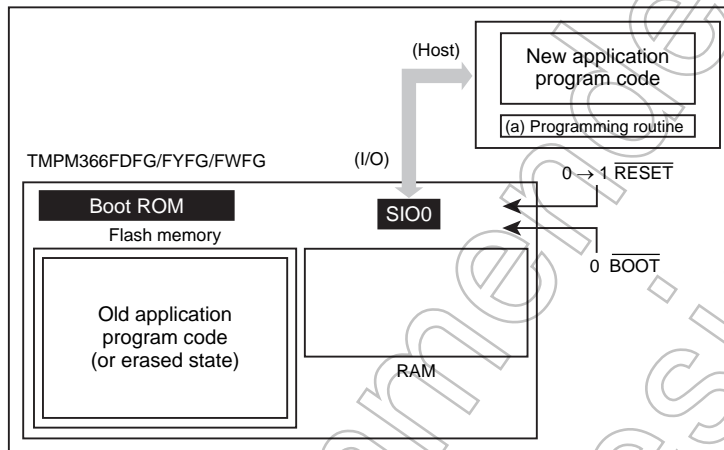 (Host)
New application
program code
(a) Programming routine
TMPM366FDFG/FYFG/FWFG
(I/O)
0 → 1 RESET
Boot ROM
SIO0
Flash memory
0 BOOT
Old application
program code
(or erased state)
RAM